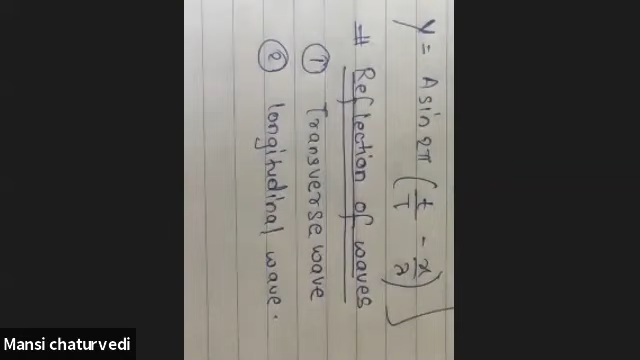 y = A sin 2π ( t/T - x/λ )
# Reflection of waves
① Transverse wave
② longitudinal wave.
Mansi chaturvedi